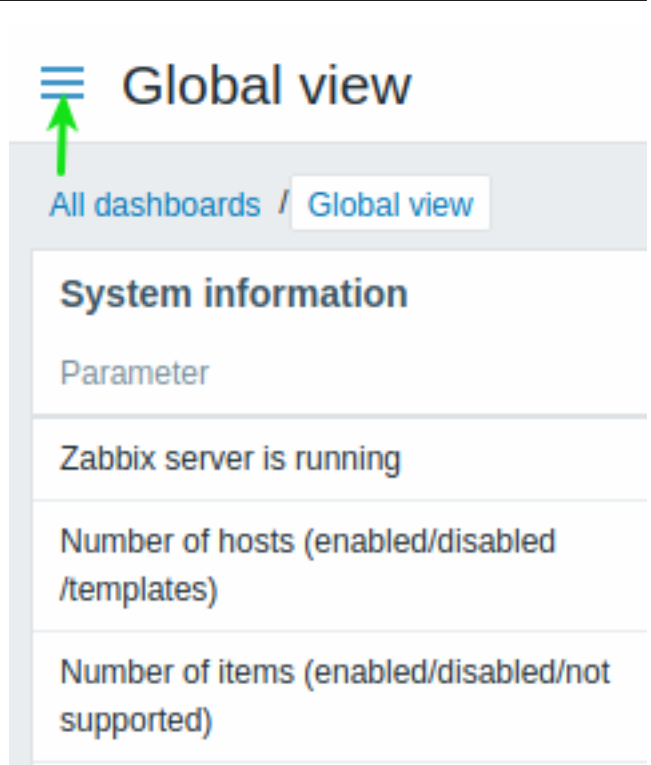 Global view
All dashboards / Global view
System information
Parameter
Zabbix server is running
Number of hosts (enabled/disabled
/templates)
Number of items (enabled/disabled/not
supported)